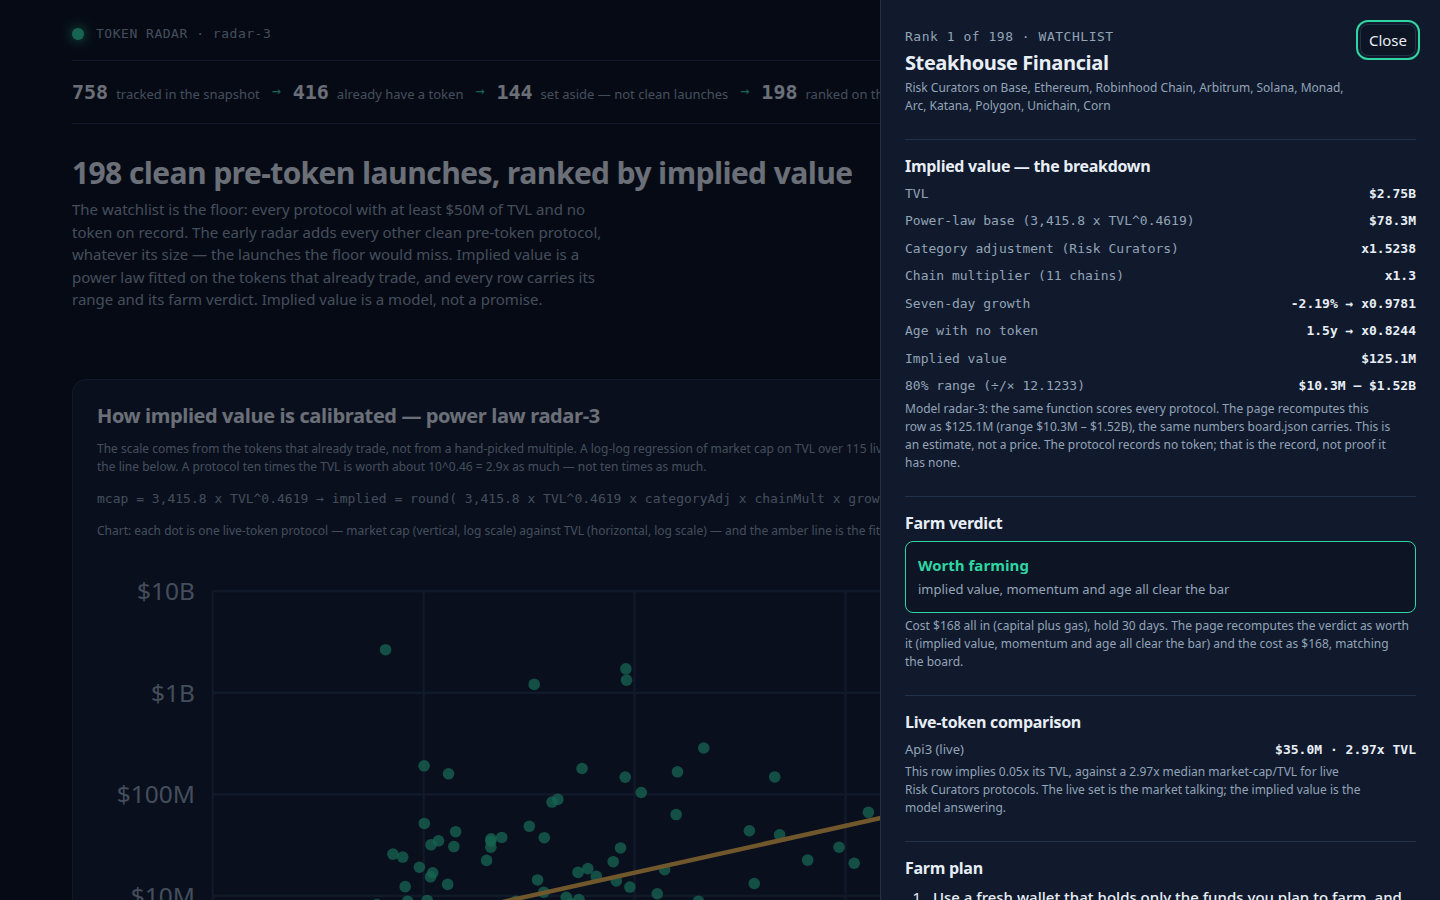 TOKEN RADAR · radar-3
758 tracked in the snapshot → 416 already have a token → 144 set aside — not clean launches → 198 ranked on th
198 clean pre-token launches, ranked by implied value
The watchlist is the floor: every protocol with at least $50M of TVL and no
token on record. The early radar adds every other clean pre-token protocol,
whatever its size — the launches the floor would miss. Implied value is a
power law fitted on the tokens that already trade, and every row carries its
range and its farm verdict. Implied value is a model, not a promise.
How implied value is calibrated — power law radar-3
The scale comes from the tokens that already trade, not from a hand-picked multiple. A log-log regression of market cap on TVL over 115 liv
the line below. A protocol ten times the TVL is worth about 10^0.46 = 2.9x as much — not ten times as much.
mcap = 3,415.8 x TVL^0.4619 → implied = round( 3,415.8 x TVL^0.4619 x categoryAdj x chainMult x grow
Chart: each dot is one live-token protocol — market cap (vertical, log scale) against TVL (horizontal, log scale) — and the amber line is the fit
$10B
$1B
$100M
$10M
Rank 1 of 198 · WATCHLIST
Close
Steakhouse Financial
Risk Curators on Base, Ethereum, Robinhood Chain, Arbitrum, Solana, Monad,
Arc, Katana, Polygon, Unichain, Corn
Implied value — the breakdown
TVL $2.75B
Power-law base (3,415.8 x TVL^0.4619) $78.3M
Category adjustment (Risk Curators) x1.5238
Chain multiplier (11 chains) x1.3
Seven-day growth -2.19% → x0.9781
Age with no token 1.5y → x0.8244
Implied value $125.1M
80% range (÷/× 12.1233) $10.3M – $1.52B
Model radar-3: the same function scores every protocol. The page recomputes this
row as $125.1M (range $10.3M – $1.52B), the same numbers board.json carries. This is
an estimate, not a price. The protocol records no token; that is the record, not proof it
has none.
Farm verdict
Worth farming
implied value, momentum and age all clear the bar
Cost $168 all in (capital plus gas), hold 30 days. The page recomputes the verdict as worth
it (implied value, momentum and age all clear the bar) and the cost as $168, matching
the board.
Live-token comparison
Api3 (live) $35.0M · 2.97x TVL
This row implies 0.05x its TVL, against a 2.97x median market-cap/TVL for live
Risk Curators protocols. The live set is the market talking; the implied value is the
model answering.
Farm plan
1. Use a fresh wallet that holds only the funds you plan to farm, and